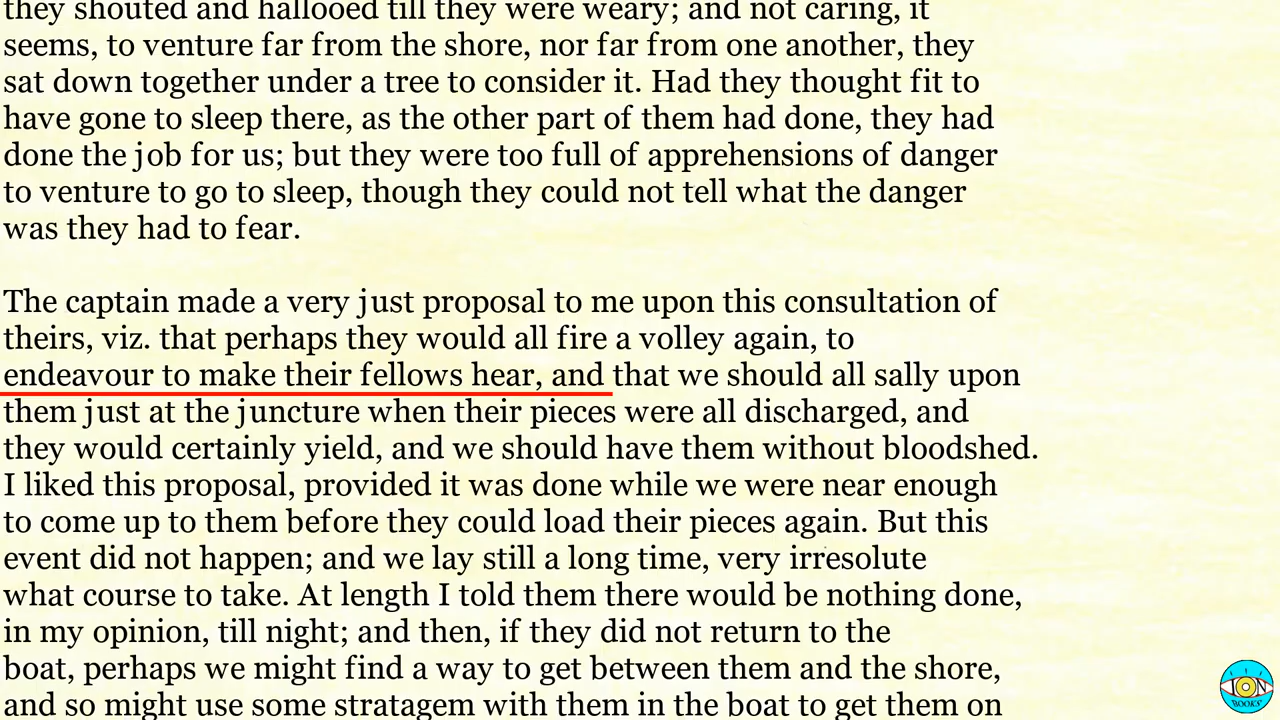 they shouted and hallooed till they were weary; and not caring, it
seems, to venture far from the shore, nor far from one another, they
sat down together under a tree to consider it. Had they thought fit to
have gone to sleep there, as the other part of them had done, they had
done the job for us; but they were too full of apprehensions of danger
to venture to go to sleep, though they could not tell what the danger
was they had to fear.
The captain made a very just proposal to me upon this consultation of
theirs, viz. that perhaps they would all fire a volley again, to
endeavour to make their fellows hear, and that we should all sally upon
them just at the juncture when their pieces were all discharged, and
they would certainly yield, and we should have them without bloodshed.
I liked this proposal, provided it was done while we were near enough
to come up to them before they could load their pieces again. But this
event did not happen; and we lay still a long time, very irresolute
what course to take. At length I told them there would be nothing done,
in my opinion, till night; and then, if they did not return to the
boat, perhaps we might find a way to get between them and the shore,
and so might use some stratagem with them in the boat to get them on
ION
BOOKS